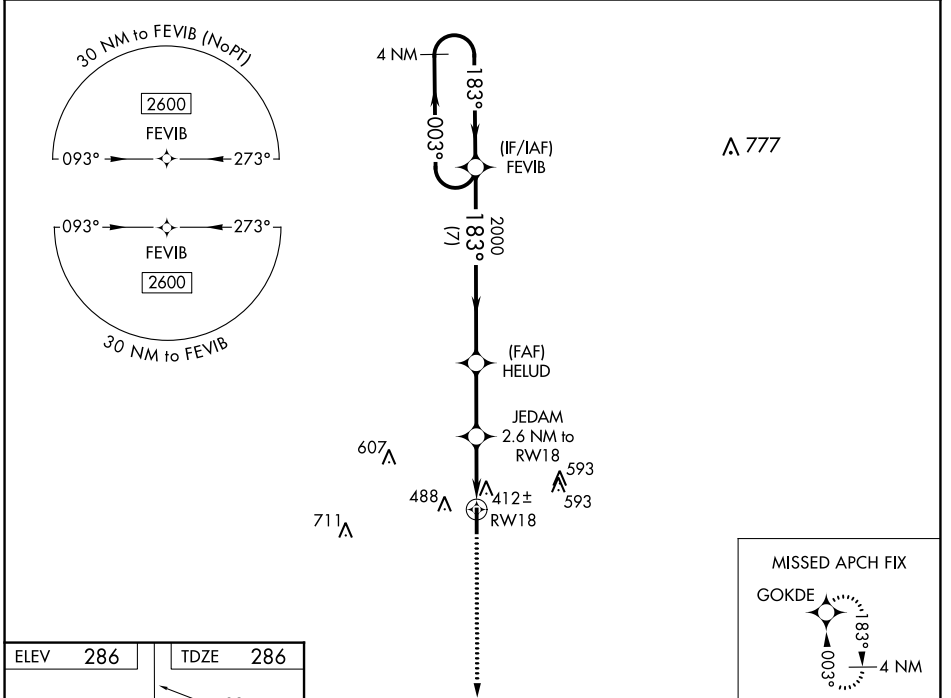 30 NM to FEVIB (NoPT)
2600
FEVIB
093°
273°
093°
273°
FEVIB
2600
30 NM to FEVIB
4 NM
183°
003°
(IF/IAF)
FEVIB
777
2000
183°
(7)
(FAF)
HELUD
JEDAM
2.6 NM to
RW18
607
593
593
488
412±
RW18
711
MISSED APCH FIX
GOKDE
183°
003°
4 NM
ELEV 286
TDZE 286